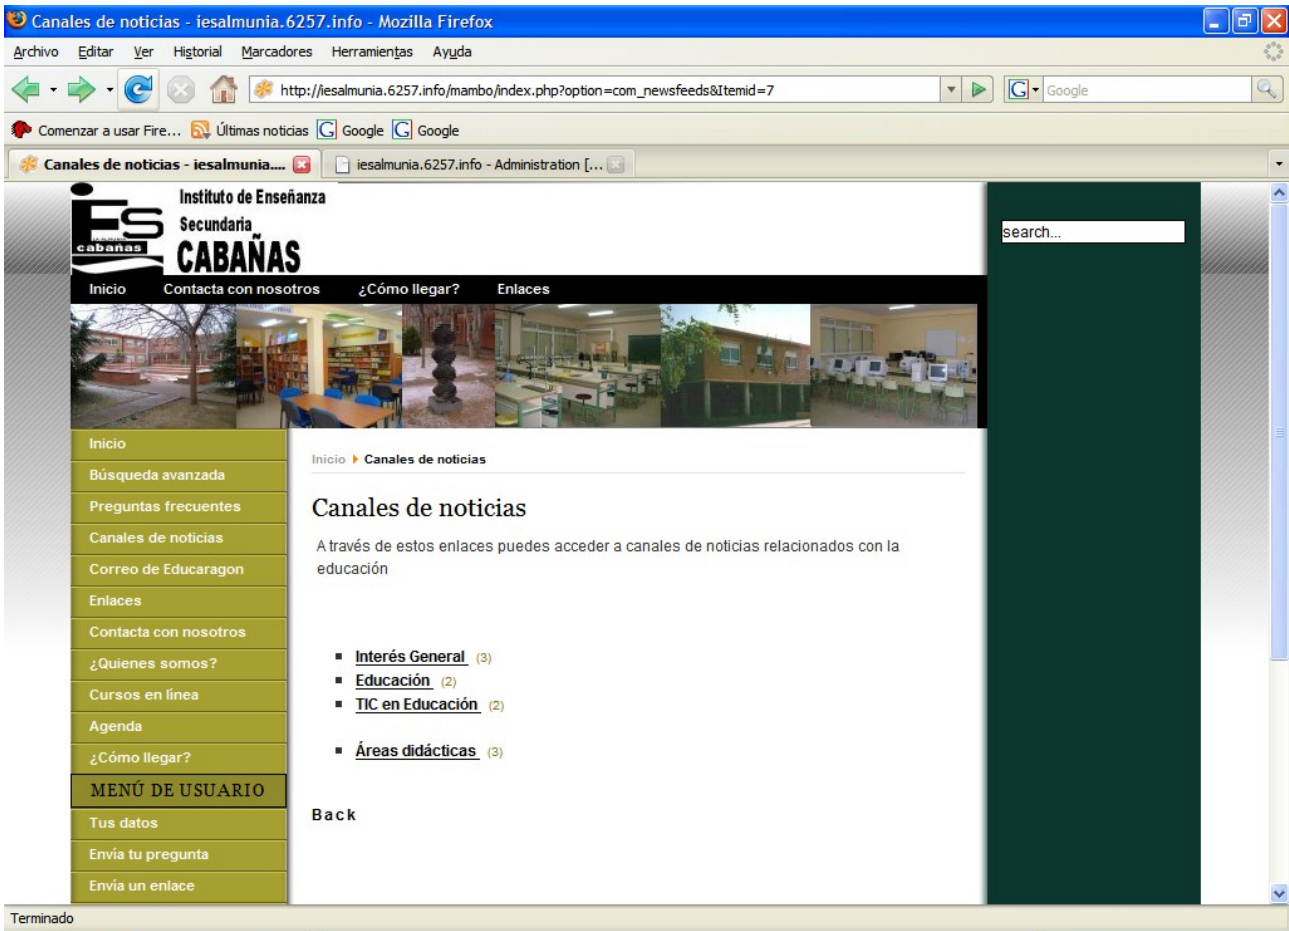 Canales de noticias - iesalmunia.6257.info - Mozilla Firefox
Archivo Editar Ver Historial Marcadores Herramientas Ayuda
http://iesalmunia.6257.info/mambo/index.php?option=com_newsfeeds&Itemid=7
G Google
Comenzar a usar Fire... Últimas noticias G Google G Google
Canales de noticias - iesalmunia.... iesalmunia.6257.info - Administration [...
Instituto de Enseñanza
Secundaria
CABAÑAS
iES
cabañas
search...
Inicio Contacta con nosotros ¿Cómo llegar? Enlaces
Inicio
Búsqueda avanzada
Preguntas frecuentes
Canales de noticias
Correo de Educaragon
Enlaces
Contacta con nosotros
¿Quienes somos?
Cursos en línea
Agenda
¿Cómo llegar?
MENÚ DE USUARIO
Tus datos
Envía tu pregunta
Envía un enlace
Inicio Canales de noticias
Canales de noticias
A través de estos enlaces puedes acceder a canales de noticias relacionados con la
educación
Interés General (3)
Educación (2)
TIC en Educación (2)
Áreas didácticas (3)
Back
Terminado